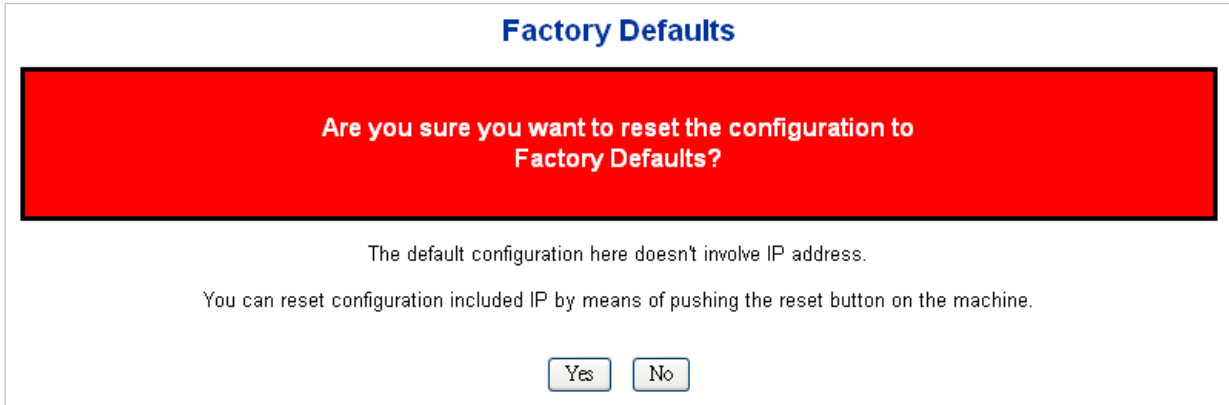 Factory Defaults
Are you sure you want to reset the configuration to
Factory Defaults?
The default configuration here doesn't involve IP address.
You can reset configuration included IP by means of pushing the reset button on the machine.
Yes No